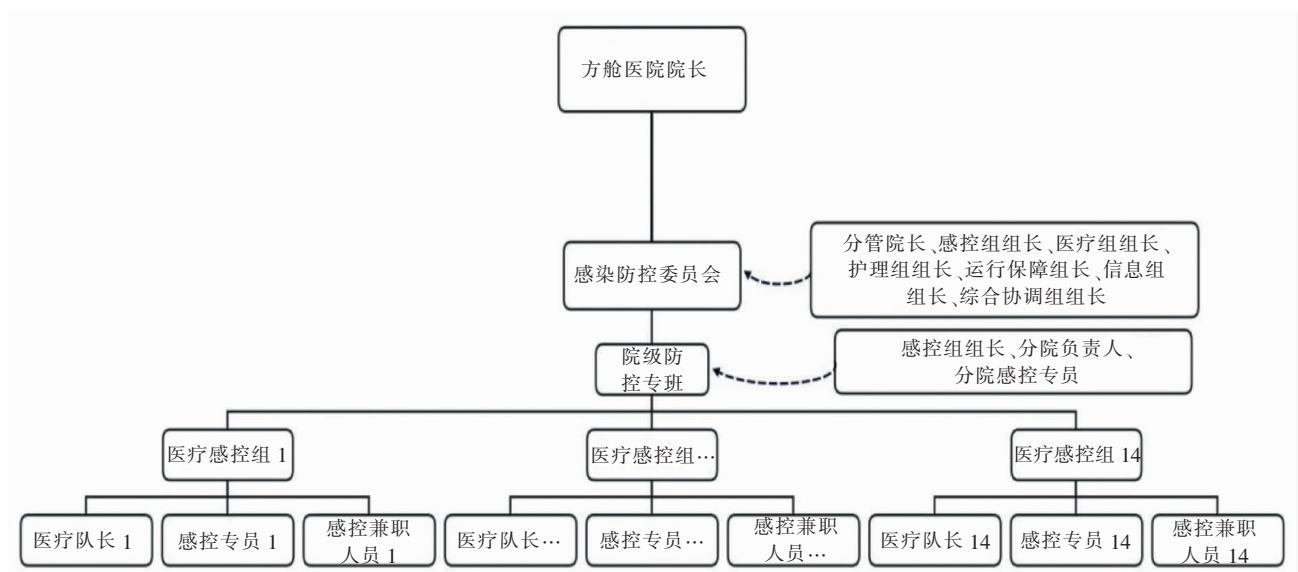 方舱医院院长
分管院长、感控组组长、医疗组组长、
护理组组长、运行保障组长、信息组
组长、综合协调组组长
感染防控委员会
院级防
控专班
感控组组长、分院负责人、
分院感控专员
医疗感控组 1
医疗感控组…
医疗感控组 14
医疗队长 1
感控专员 1
感控兼职
人员 1
医疗队长…
感控专员…
感控兼职
人员…
医疗队长 14
感控专员 14
感控兼职
人员 14